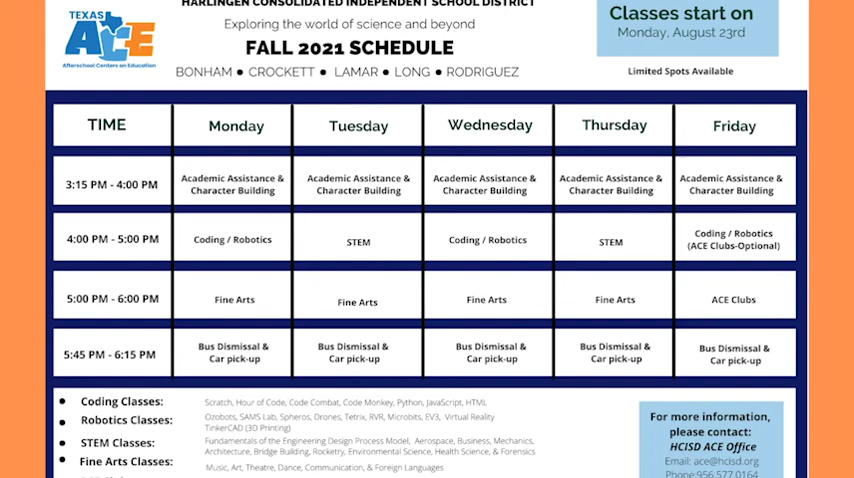 HARLINGEN CONSOLIDATED INDEPENDENT SCHOOL DISTRICT
TEXAS
ACE
Afterschool Centers on Education
Exploring the world of science and beyond
FALL 2021 SCHEDULE
BONHAM ● CROCKETT ● LAMAR ● LONG ● RODRIGUEZ
Classes start on
Monday, August 23rd
Limited Spots Available
TIME Monday Tuesday Wednesday Thursday Friday
3:15 PM - 4:00 PM
Academic Assistance &
Character Building
Academic Assistance &
Character Building
Academic Assistance &
Character Building
Academic Assistance &
Character Building
Academic Assistance &
Character Building
4:00 PM - 5:00 PM
Coding / Robotics
STEM
Coding / Robotics
STEM
Coding / Robotics
(ACE Clubs-Optional)
5:00 PM - 6:00 PM
Fine Arts
Fine Arts
Fine Arts
Fine Arts
ACE Clubs
5:45 PM - 6:15 PM
Bus Dismissal &
Car pick-up
Bus Dismissal &
Car pick-up
Bus Dismissal &
Car pick-up
Bus Dismissal &
Car pick-up
Bus Dismissal &
Car pick-up
● Coding Classes: Scratch, Hour of Code, Code Combat, Code Monkey, Python, JavaScript, HTML
● Robotics Classes: Ozobots, SAMS Lab, Spheros, Drones, Tetrix, RVR, Microbits, EV3, Virtual Reality
TinkerCAD (3D Printing)
● STEM Classes: Fundamentals of the Engineering Design Process Model, Aerospace, Business, Mechanics,
Architecture, Bridge Building, Rocketry, Environmental Science, Health Science, & Forensics
● Fine Arts Classes: Music, Art, Theatre, Dance, Communication, & Foreign Languages
For more information,
please contact:
HCISD ACE Office
Email: ace@hcisd.org
Phone:956.577.0164